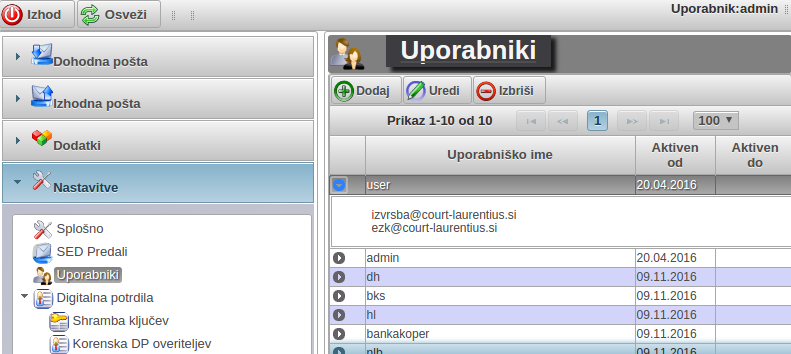 Izhod Osveži Uporabnik:admin
Dohodna pošta
Izhodna pošta
Dodatki
Nastavitve
Splošno
SED Predali
Uporabniki
Digitalna potrdila
Shramba ključev
Korenska DP overiteljev
Uporabniki
Dodaj Uredi Izbriši
Prikaz 1-10 od 10 1 100
Uporabniško ime Aktiven od Aktiven do
user 20.04.2016
izvrsba@court-laurentius.si
ezk@court-laurentius.si
admin 20.04.2016
dh 09.11.2016
bks 09.11.2016
hl 09.11.2016
bankakoper 09.11.2016
nlb 09.11.2016